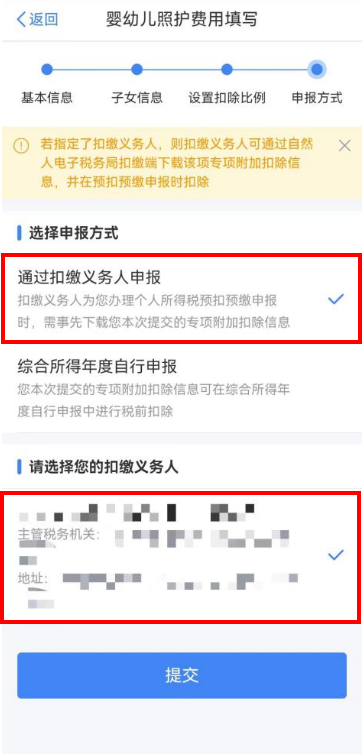 返回
婴幼儿照护费用填写
基本信息
子女信息
设置扣除比例
申报方式
若指定了扣缴义务人，则扣缴义务人可通过自然
人电子税务局扣缴端下载该项专项附加扣除信
息，并在预扣预缴申报时扣除
选择申报方式
通过扣缴义务人申报
扣缴义务人为您办理个人所得税预扣预缴申报
时，需事先下载您本次提交的专项附加扣除信息
综合所得年度自行申报
您本次提交的专项附加扣除信息可在综合所得年
度自行申报中进行税前扣除
请选择您的扣缴义务人
主管税务机关：
地址：
提交